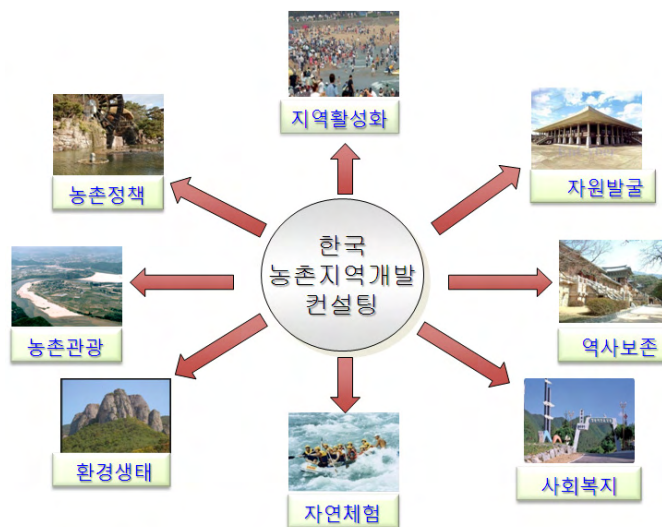 지역활성화
농촌정책
자원발굴
한국
농촌지역개발
컨설팅
농촌관광
역사보존
환경생태
사회복지
자연체험